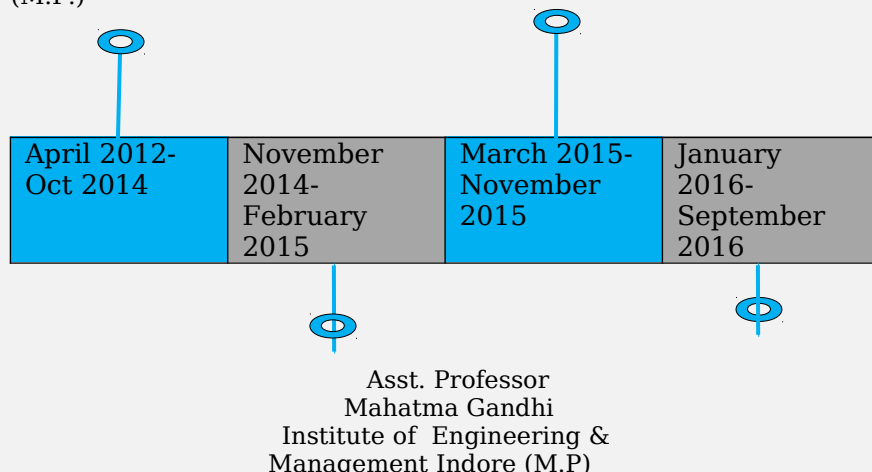 (M.P.)
April 2012-
Oct 2014
November
2014-
February
2015
March 2015-
November
2015
January
2016-
September
2016
Asst. Professor
Mahatma Gandhi
Institute of  Engineering &
Management Indore (M.P)